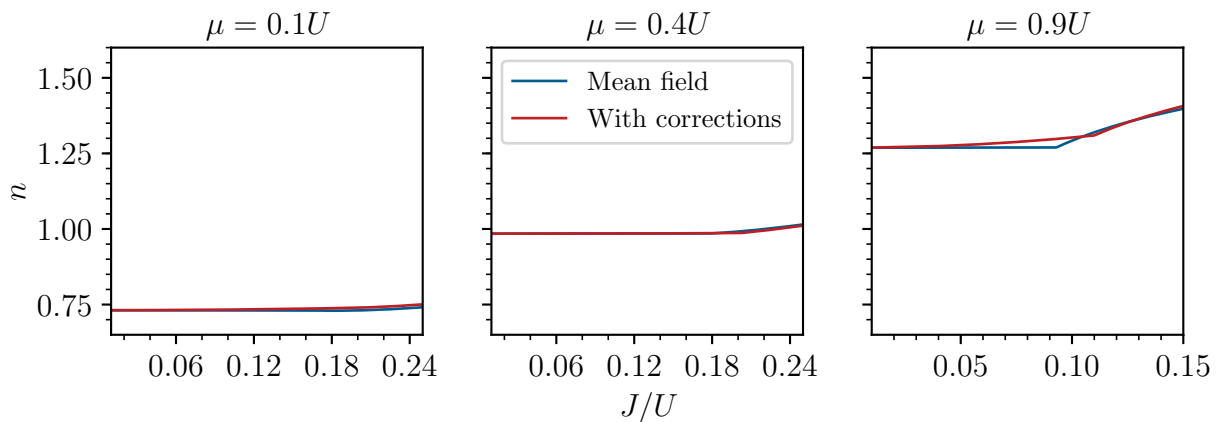 μ = 0.1U
μ = 0.4U
μ = 0.9U
Mean field
With corrections
n
1.50
1.25
1.00
0.75
0.06 0.12 0.18 0.24
0.06 0.12 0.18 0.24
0.05 0.10 0.15
J/U